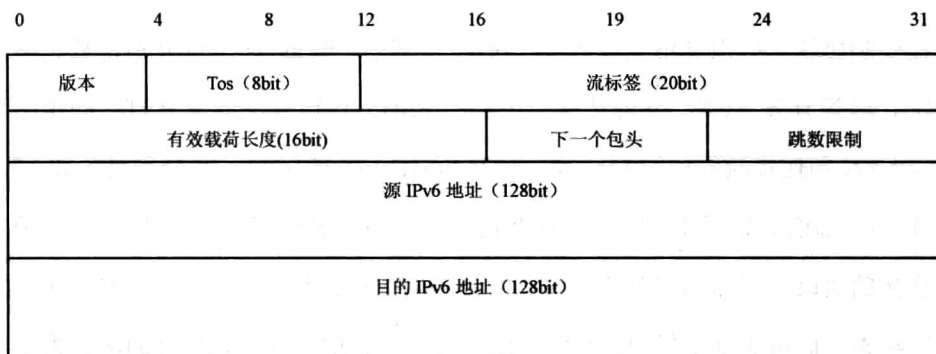 0 4 8 12 16 19 24 31
版本 Tos（8bit） 流标签（20bit）
有效载荷长度(16bit) 下一个包头 跳数限制
源 IPv6 地址（128bit）
目的 IPv6 地址（128bit）